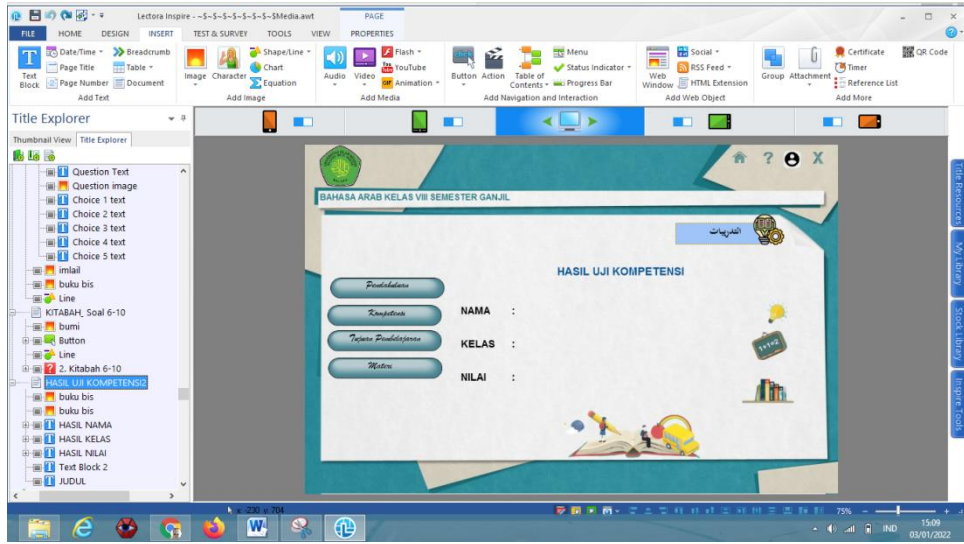 Lectora Inspire - ~S~S~S~S~S~S~SMedia.awt
PAGE
FILE HOME DESIGN INSERT TEST & SURVEY TOOLS VIEW PROPERTIES
Text Block
Date/Time
Page Title
Page Number
Breadcrumb
Table
Document
Add Text
Image
Character
Shape/Line
Chart
Equation
Add Image
Audio
Video
Flash
YouTube
Animation
Add Media
Button
Action
Table of Contents
Menu
Status Indicator
Progress Bar
Add Navigation and Interaction
Web Window
Social
RSS Feed
HTML Extension
Add Web Object
Group
Attachment
Certificate
Timer
Reference List
QR Code
Add More
Title Explorer
Thumbnail View
Title Explorer
Question Text
Question image
Choice 1 text
Choice 2 text
Choice 3 text
Choice 4 text
Choice 5 text
imlail
buku bis
Line
KITABAH_ Soal 6-10
bumi
Button
Line
2. Kitabah 6-10
HASIL UJI KOMPETENSI2
buku bis
buku bis
HASIL NAMA
HASIL KELAS
HASIL NILAI
Text Block 2
JUDUL
BAHASA ARAB KELAS VIII SEMESTER GANJIL
التدريبات
HASIL UJI KOMPETENSI
Pendahuluan
Kompetensi
Tujuan Pembelajaran
Materi
NAMA :
KELAS :
NILAI :
1+1=2
Title Resources
My Library
Stock Library
Inspire Tools
x: -230 y: 704
75%
IND
15:09
03/01/2022